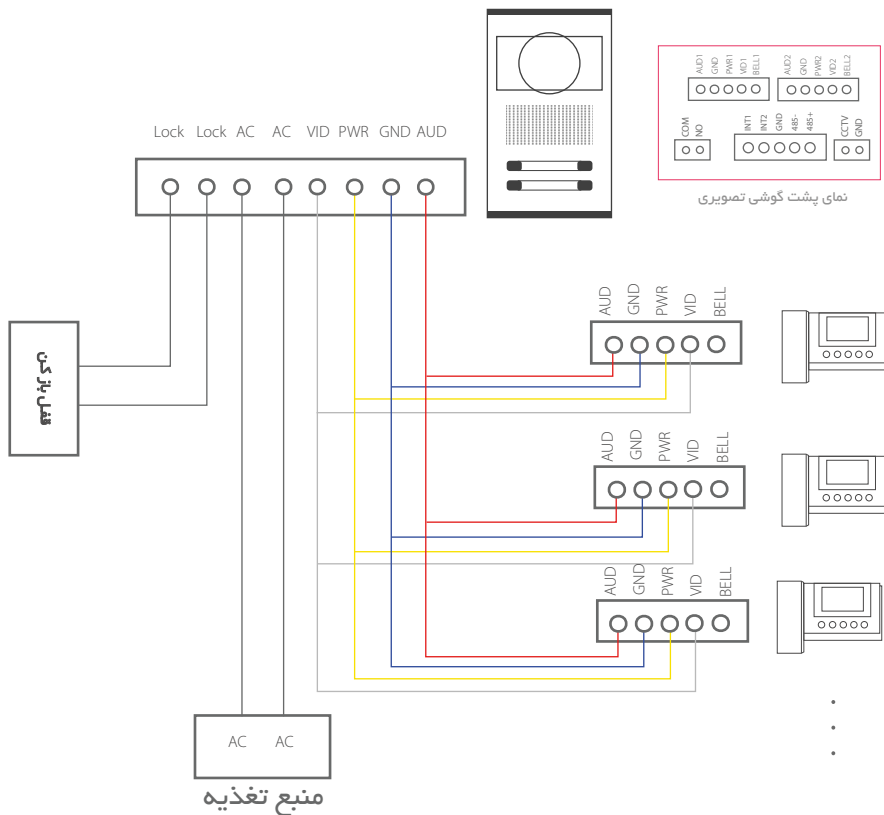 AUD1 GND PWR1 VID1 BELL1
AUD2 GND PWR2 VID2 BELL2
COM NO
INT1 INT2 GND 485- 485+
CCTV GND
نمای پشت گوشی تصویری
Lock Lock AC AC VID PWR GND AUD
قفل باز کن
AUD GND PWR VID BELL
AUD GND PWR VID BELL
AUD GND PWR VID BELL
AC AC
منبع تغذیه